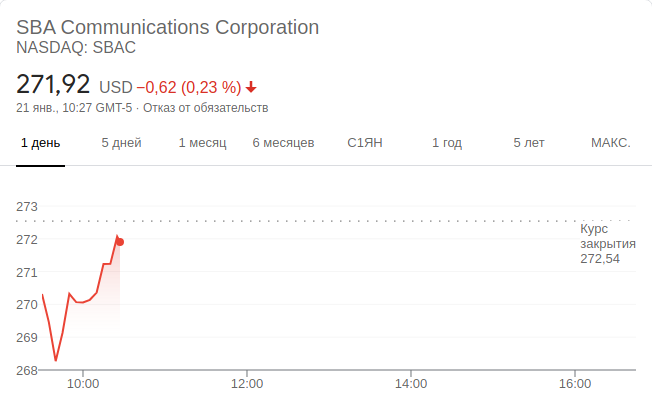 SBA Communications Corporation
NASDAQ: SBAC
271,92 USD −0,62 (0,23 %)
21 янв., 10:27 GMT-5 · Отказ от обязательств
1 день 5 дней 1 месяц 6 месяцев С1ЯН 1 год 5 лет МАКС.
273
272
271
270
269
268
Курс
закрытия
272,54
10:00 12:00 14:00 16:00